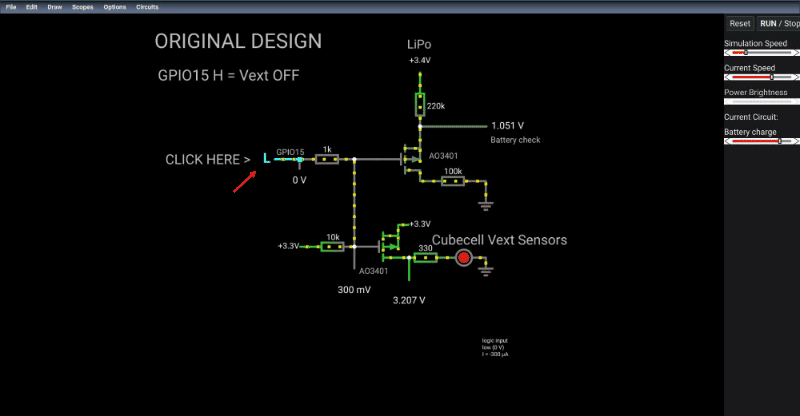 File Edit Draw Scopes Options Circuits
Reset RUN / Stop
ORIGINAL DESIGN
LiPo
Simulation Speed
+3.4V
GPIO15 H = Vext OFF
Current Speed
Power Brightness
220k
Current Circuit:
1.051 V
Battery charge
Battery check
1k
CLICK HERE > L GPIO15
AO3401
0 V
100k
+3.3V
10k
+3.3V
Cubecell Vext Sensors
330
AO3401
300 mV
3.207 V
logic input
low (0 V)
I = -300 µA